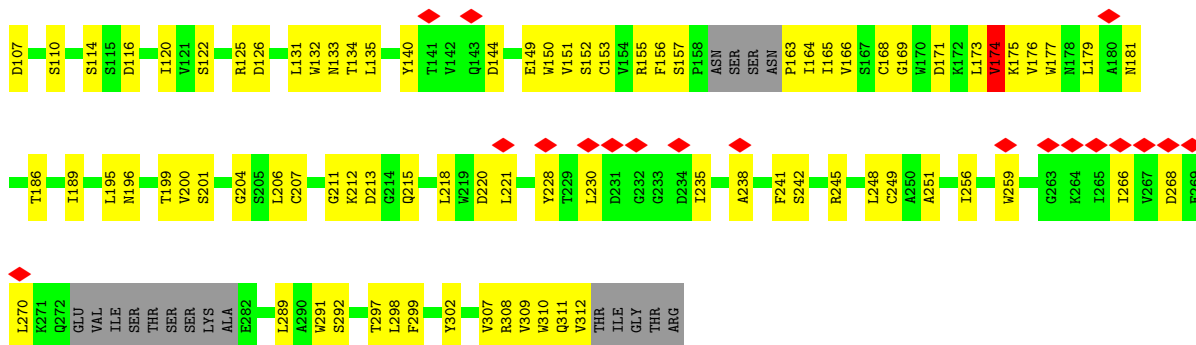 D107 S110 S114 S115 D116 I120 V121 S122 R125 D126 L131 W132 N133 T134 L135 Y140 T141 V142 Q143 D144 E149 W150 V151 S152 C153 V154 R155 F156 S157 P158 ASN SER SER ASN P163 I164 I165 V166 S167 C168 G169 W170 D171 K172 L173 V174 K175 V176 W177 N178 L179 A180 N181
T186 I189 L195 N196 T199 V200 S201 G204 S205 L206 C207 G211 K212 D213 G214 Q215 L218 W219 D220 L221 Y228 T229 L230 D231 G232 G233 D234 I235 A238 F241 S242 R245 L248 C249 A250 A251 I256 W259 G263 K264 I265 I266 V267 D268 E269
L270 K271 Q272 GLU VAL ILE SER THR SER SER LYS ALA E282 L289 A290 W291 S292 T297 L298 F299 Y302 V307 R308 V309 W310 Q311 V312 THR ILE GLY THR ARG